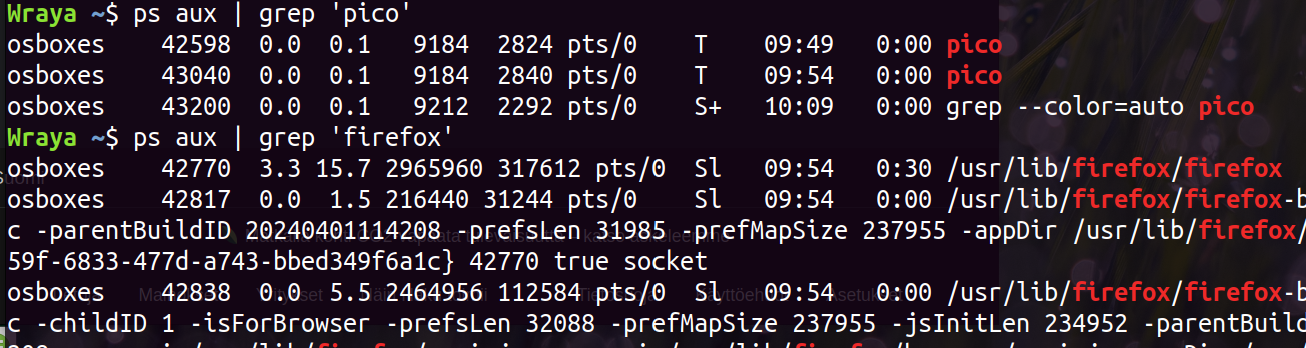 Wraya ~$ ps aux | grep 'pico'
osboxes 42598 0.0 0.1 9184 2824 pts/0 T 09:49 0:00 pico
osboxes 43040 0.0 0.1 9184 2840 pts/0 T 09:54 0:00 pico
osboxes 43200 0.0 0.1 9212 2292 pts/0 S+ 10:09 0:00 grep --color=auto pico
Wraya ~$ ps aux | grep 'firefox'
osboxes 42770 3.3 15.7 2965960 317612 pts/0 Sl 09:54 0:30 /usr/lib/firefox/firefox
osboxes 42817 0.0 1.5 216440 31244 pts/0 Sl 09:54 0:00 /usr/lib/firefox/firefox-b
c -parentBuildID 20240401114208 -prefsLen 31985 -prefMapSize 237955 -appDir /usr/lib/firefox/
59f-6833-477d-a743-bbed349f6a1c} 42770 true socket
osboxes 42838 0.0 5.5 2464956 112584 pts/0 Sl 09:54 0:00 /usr/lib/firefox/firefox-b
c -childID 1 -isForBrowser -prefsLen 32088 -prefMapSize 237955 -jsInitLen 234952 -parentBuild